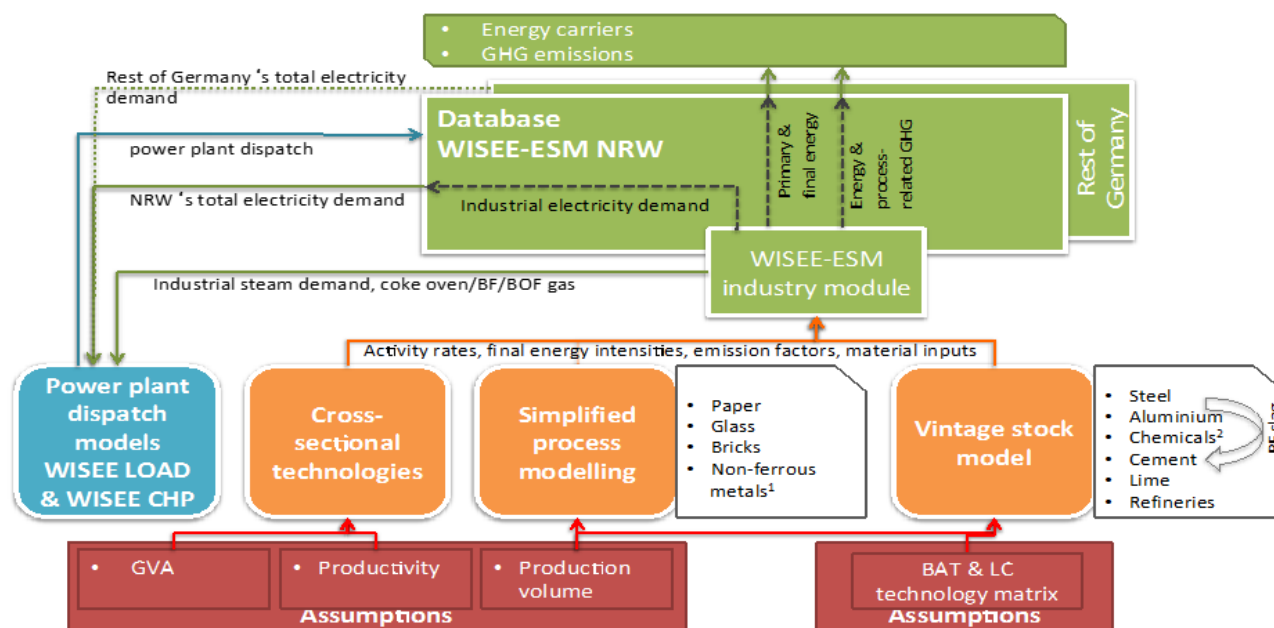 • Energy carriers
• GHG emissions
Rest of Germany‘s total electricity
demand
Database
WISEE-ESM NRW
power plant dispatch
NRW‘s total electricity demand
Industrial electricity demand
Primary &
final energy
Energy &
process-
related GHG
Rest of
Germany
WISEE-ESM
industry module
Industrial steam demand, coke oven/BF/BOF gas
Activity rates, final energy intensities, emission factors, material inputs
Power plant
dispatch
models
WISEE LOAD
& WISEE CHP
Cross-
sectional
technologies
Simplified
process
modelling
• Paper
• Glass
• Bricks
• Non-ferrous
metals¹
Vintage stock
model
• Steel
• Aluminium
• Chemicals²
• Cement
• Lime
• Refineries
BF slag
• GVA
• Productivity
• Production
volume
Assumptions
BAT & LC
technology matrix
Assumptions